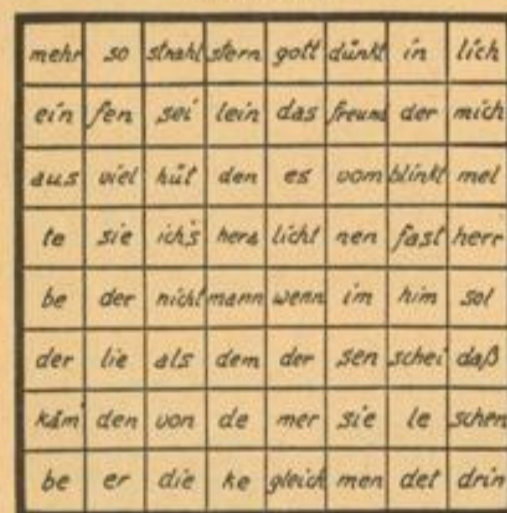 mehr so strahl stern gott dünkt in lich
ein fen sei lein das freund der mich
aus viel hüt den es vom blinkt mel
te sie ich's herab licht nen fast herr
be der nicht mann wenn im him sol
der lie als dem der sen schei daß
käm' den von de mer sie le schen
be er die ke gleich men det drin